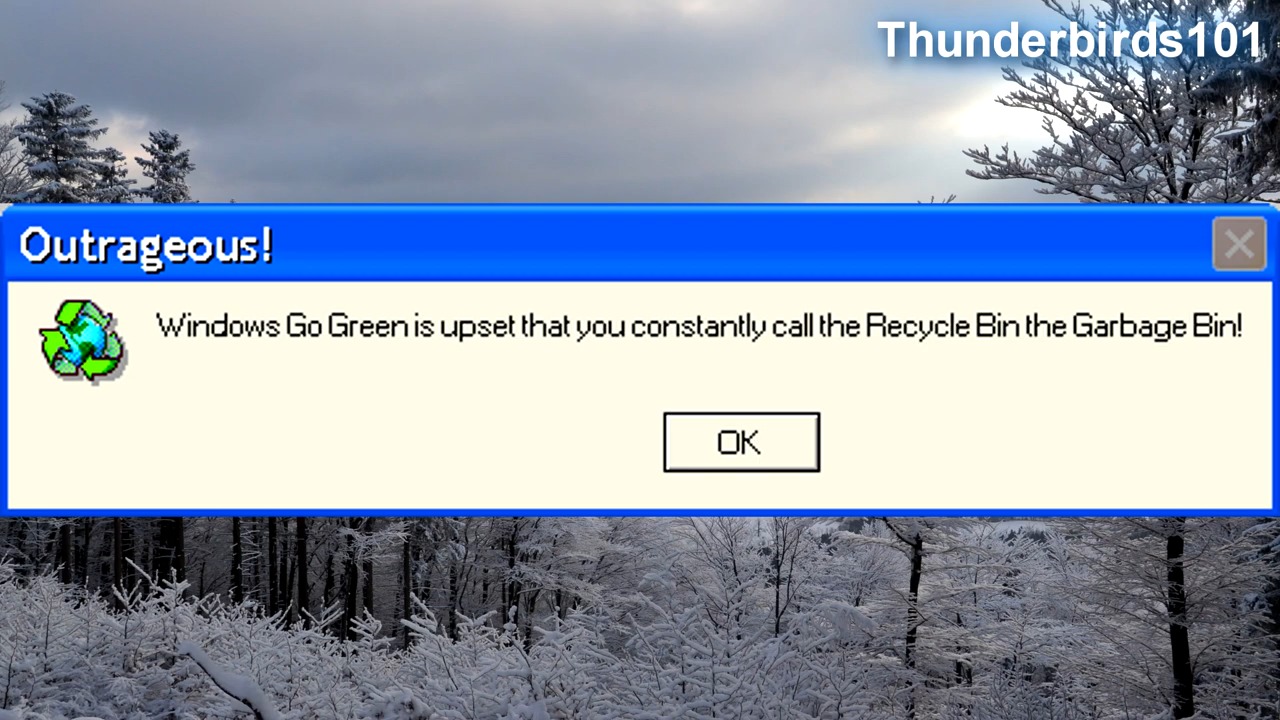 Thunderbirds101
Outrageous!
Windows Go Green is upset that you constantly call the Recycle Bin the Garbage Bin!
OK